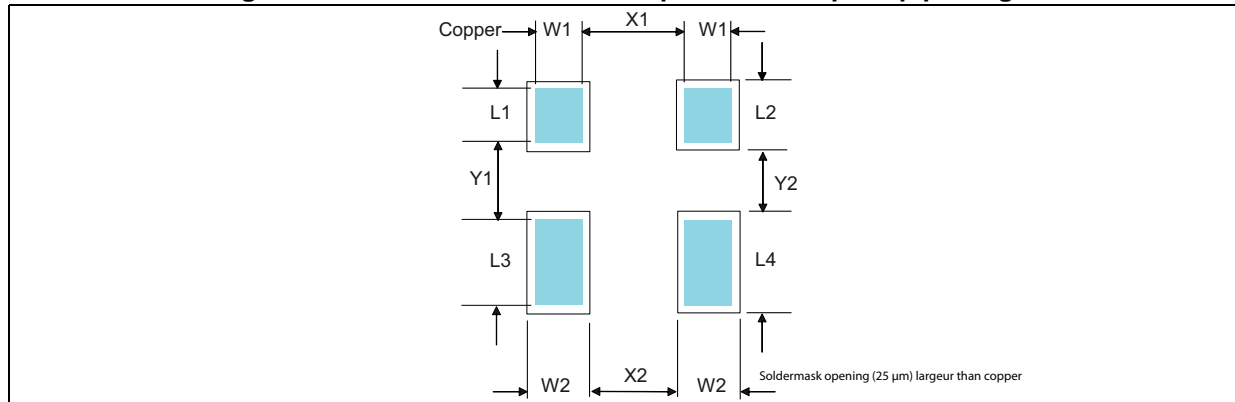 Copper
W1
X1
W1
L1
L2
Y1
Y2
L3
L4
W2
X2
W2
Soldermask opening (25 μm) largeur than copper